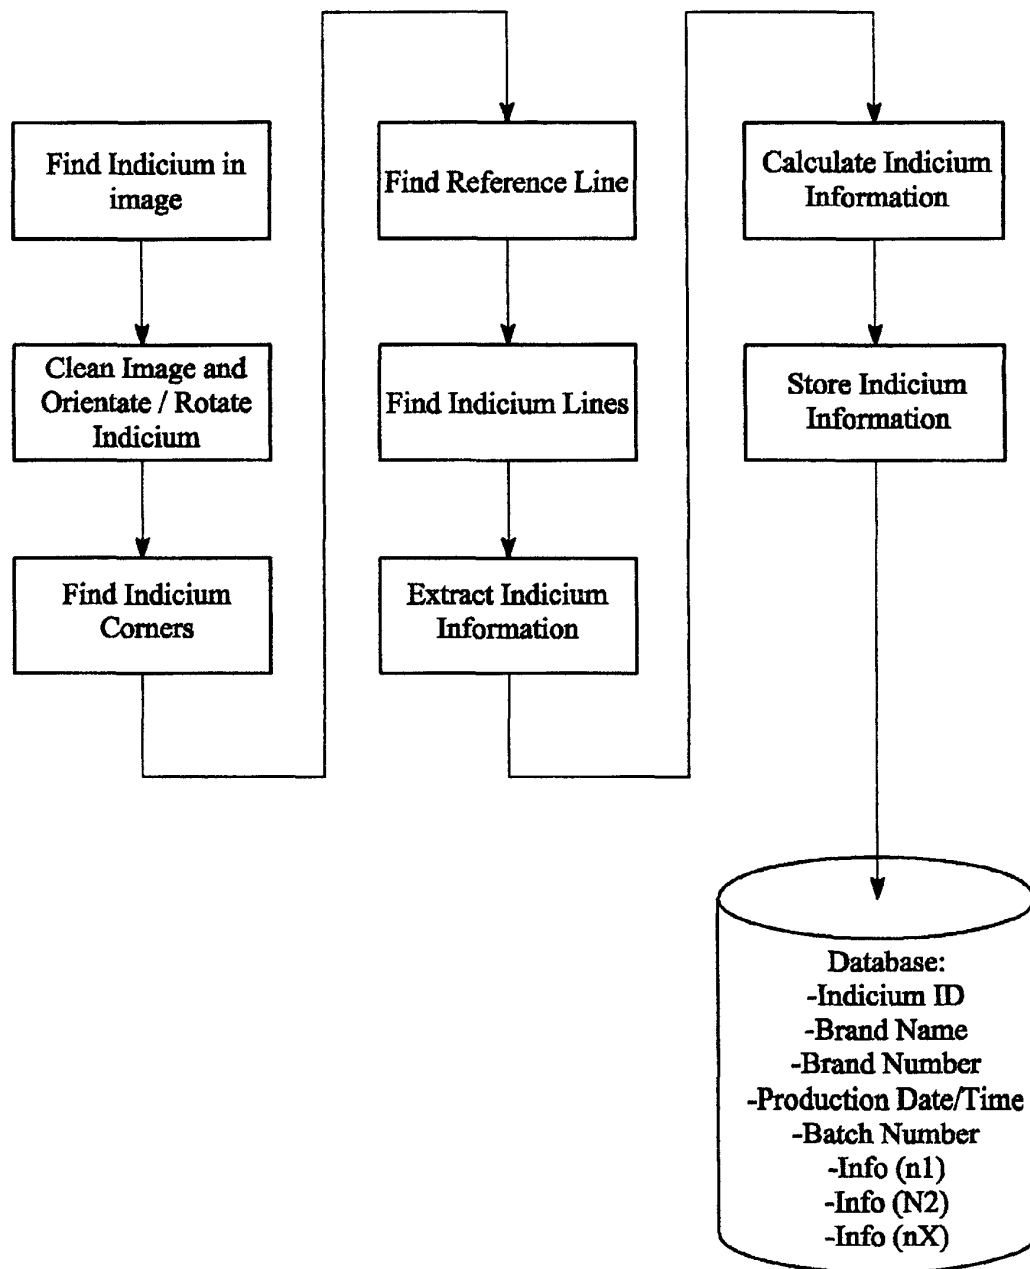 Find Indicium in
image
Clean Image and
Orientate / Rotate
Indicium
Find Indicium
Corners
Find Reference Line
Find Indicium Lines
Extract Indicium
Information
Calculate Indicium
Information
Store Indicium
Information
Database:
-Indicium ID
-Brand Name
-Brand Number
-Production Date/Time
-Batch Number
-Info (n1)
-Info (N2)
-Info (nX)